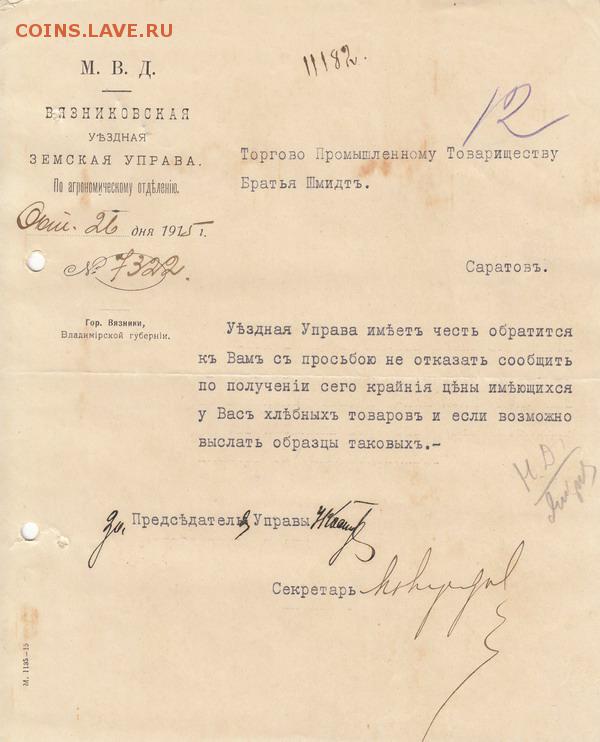 COINS.LAVE.RU
М. В. Д.
ВЯЗНИКОВСКАЯ
УѢЗДНАЯ
ЗЕМСКАЯ УПРАВА.
По агрономическому отдѣленію.
Окт. 26 дня 1915 г.
№ 7322.
Гор. Вязники,
Владимірской губерніи.
11182.
12
Торгово Промышленному Товариществу
Братья Шмидтъ.
Саратовъ.
Уѣздная Управа имѣетъ честь обратится
къ Вамъ съ просьбою не отказать сообщить
по полученіи сего крайнія цѣны имѣющихся
у Васъ хлѣбныхъ товаровъ и если возможно
выслать образцы таковыхъ.-
Н.Д.
За Предсѣдателя Управы
Секретарь
М. 1135-15